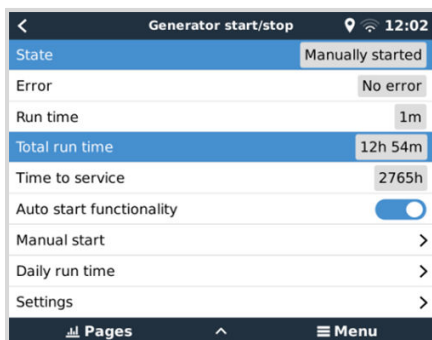 Generator start/stop 12:02
State Manually started
Error No error
Run time 1m
Total run time 12h 54m
Time to service 2765h
Auto start functionality
Manual start
Daily run time
Settings
Pages Menu